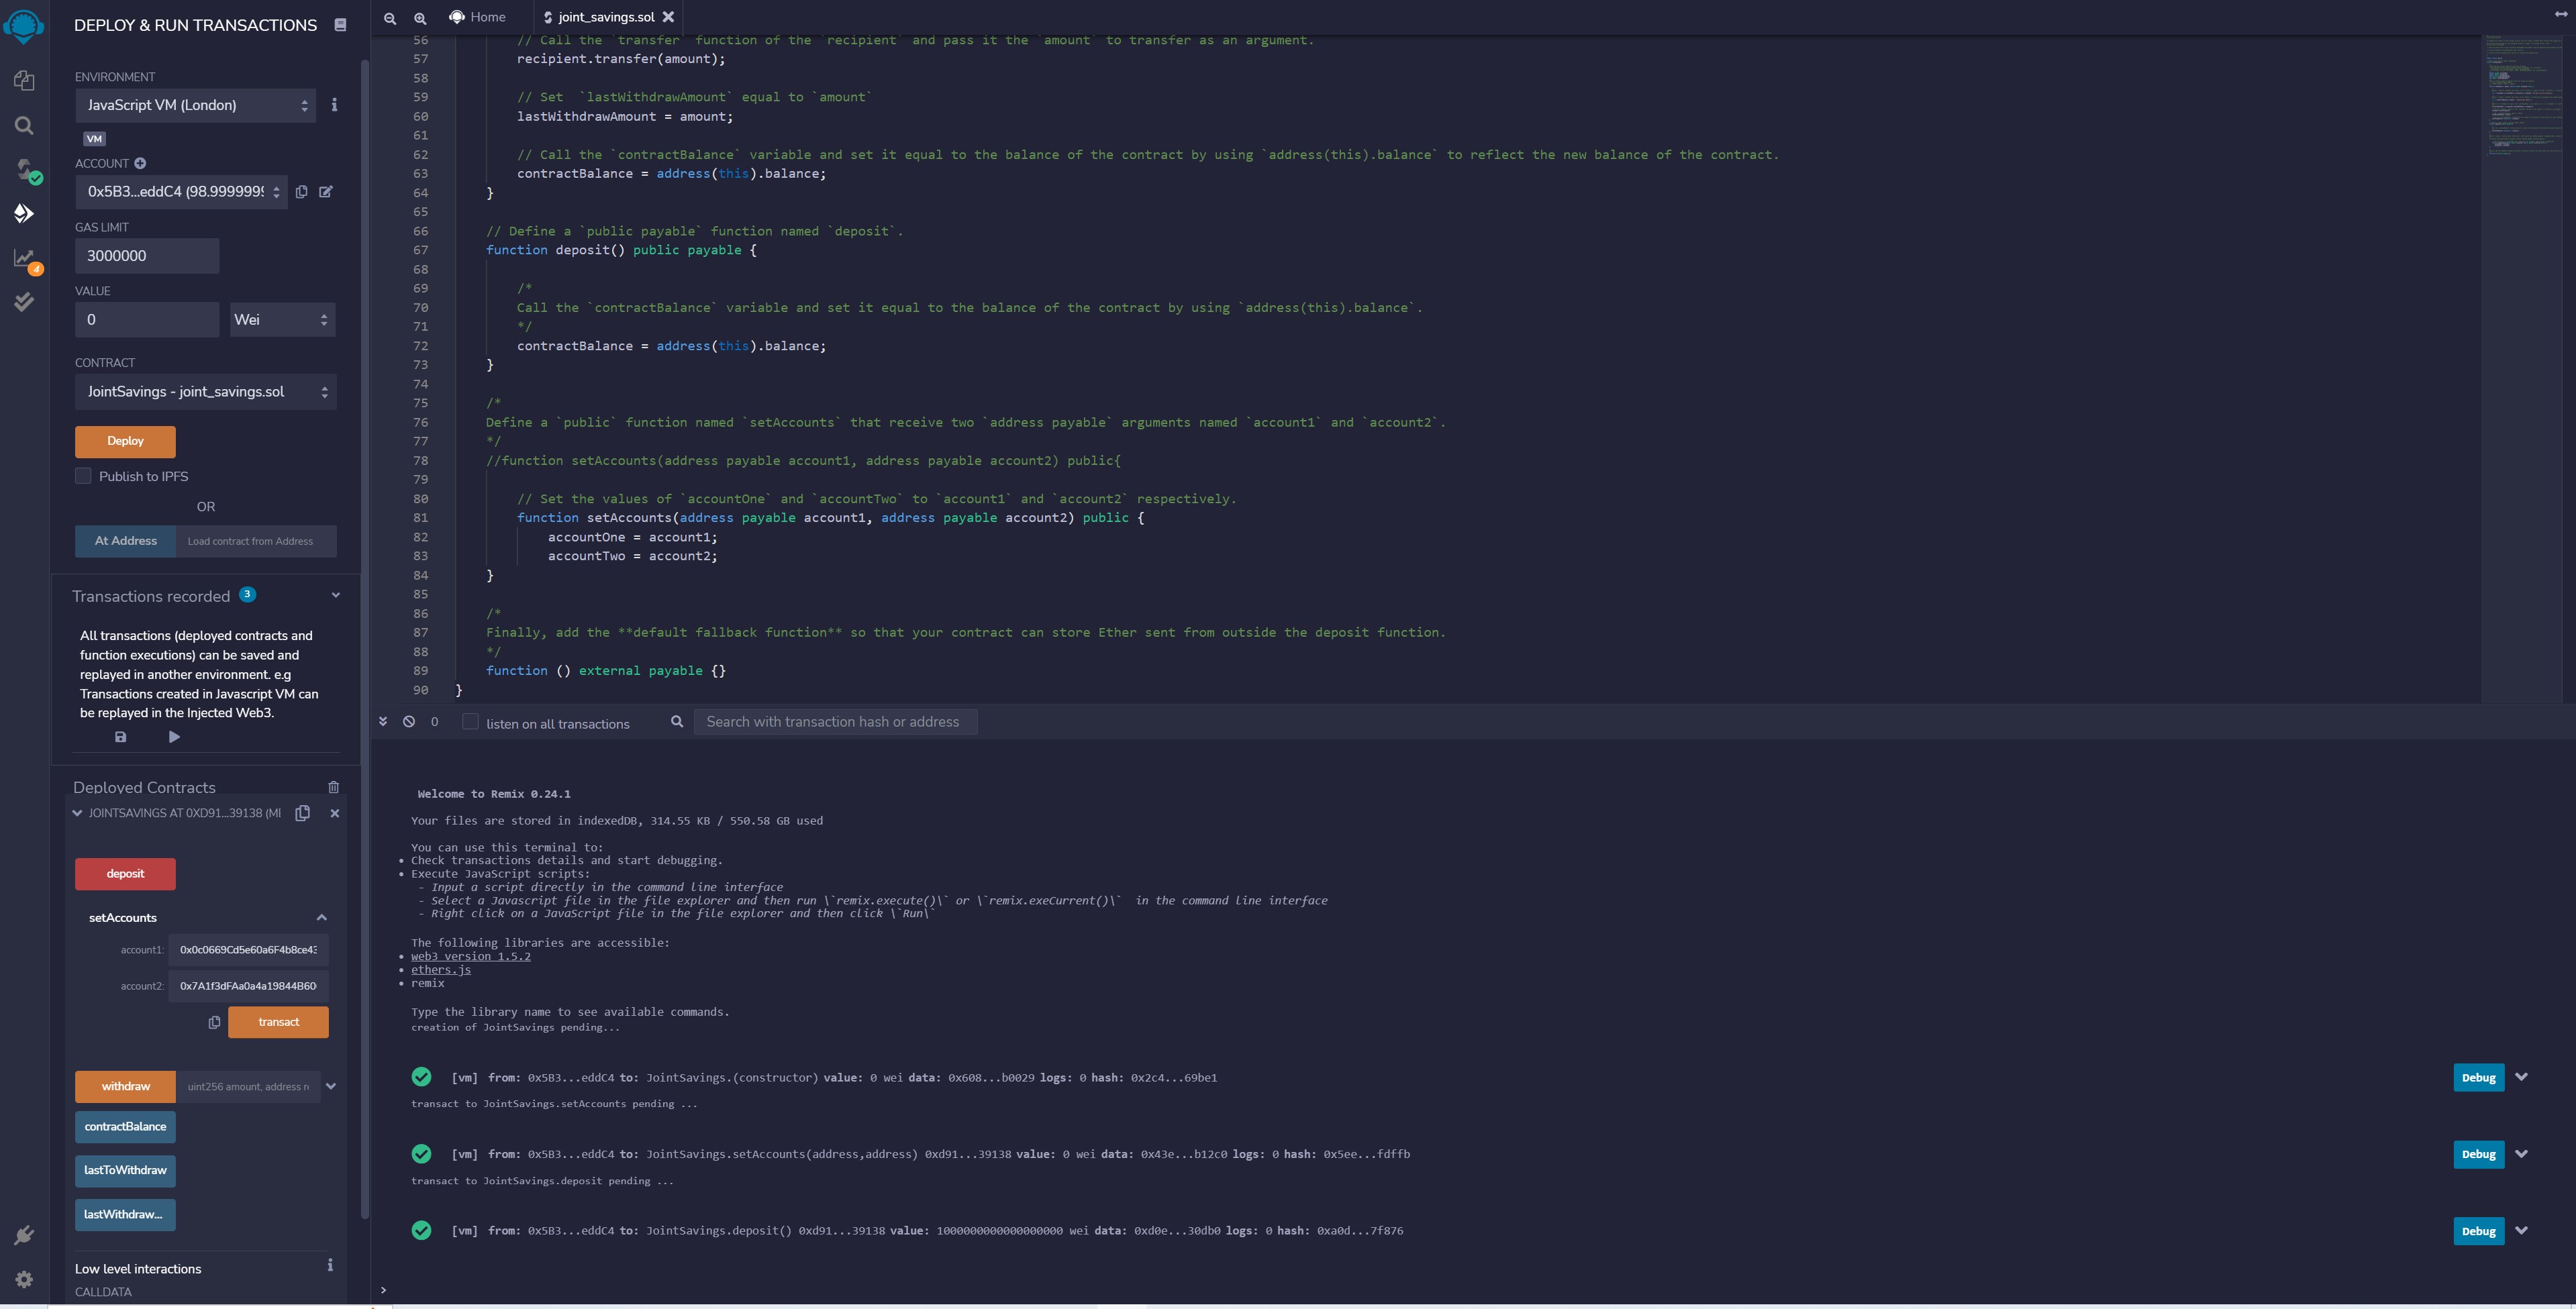 DEPLOY & RUN TRANSACTIONS
ENVIRONMENT
JavaScript VM (London)
VM
ACCOUNT
0x5B3...eddC4 (98.9999999
GAS LIMIT
3000000
VALUE
0
Wei
CONTRACT
JointSavings - joint_savings.sol
Deploy
Publish to IPFS
OR
At Address
Load contract from Address
Transactions recorded 3
All transactions (deployed contracts and
function executions) can be saved and
replayed in another environment. e.g
Transactions created in Javascript VM can
be replayed in the Injected Web3.
Deployed Contracts
JOINTSAVINGS AT 0XD91...39138 (M
deposit
setAccounts
account1: 0x0c0669Cd5e60a6F4b8ce43
account2: 0x7A1f3dFAa0a4a19844B60
transact
withdraw
uint256 amount, address r
contractBalance
lastToWithdraw
lastWithdraw...
Low level interactions
CALLDATA
4
Home
joint_savings.sol
56 // Call the `transfer` function of the `recipient` and pass it the `amount` to transfer as an argument.
57 recipient.transfer(amount);
58
59 // Set  `lastWithdrawAmount` equal to `amount`
60 lastWithdrawAmount = amount;
61
62 // Call the `contractBalance` variable and set it equal to the balance of the contract by using `address(this).balance` to reflect the new balance of the contract.
63 contractBalance = address(this).balance;
64 }
65
66 // Define a `public payable` function named `deposit`.
67 function deposit() public payable {
68
69 /*
70 Call the `contractBalance` variable and set it equal to the balance of the contract by using `address(this).balance`.
71 */
72 contractBalance = address(this).balance;
73 }
74
75 /*
76 Define a `public` function named `setAccounts` that receive two `address payable` arguments named `account1` and `account2`.
77 */
78 //function setAccounts(address payable account1, address payable account2) public{
79
80 // Set the values of `accountOne` and `accountTwo` to `account1` and `account2` respectively.
81 function setAccounts(address payable account1, address payable account2) public {
82 accountOne = account1;
83 accountTwo = account2;
84 }
85
86 /*
87 Finally, add the **default fallback function** so that your contract can store Ether sent from outside the deposit function.
88 */
89 function () external payable {}
90 }
0
listen on all transactions
Search with transaction hash or address
Welcome to Remix 0.24.1
Your files are stored in indexedDB, 314.55 KB / 550.58 GB used
You can use this terminal to:
• Check transactions details and start debugging.
• Execute JavaScript scripts:
- Input a script directly in the command line interface
- Select a Javascript file in the file explorer and then run \`remix.execute()\` or \`remix.exeCurrent()\`  in the command line interface
- Right click on a JavaScript file in the file explorer and then click \`Run\`
The following libraries are accessible:
• web3 version 1.5.2
• ethers.js
• remix
Type the library name to see available commands.
creation of JointSavings pending...
[vm] from: 0x5B3...eddC4 to: JointSavings.(constructor) value: 0 wei data: 0x608...b0029 logs: 0 hash: 0x2c4...69be1
Debug
transact to JointSavings.setAccounts pending ...
[vm] from: 0x5B3...eddC4 to: JointSavings.setAccounts(address,address) 0xd91...39138 value: 0 wei data: 0x43e...b12c0 logs: 0 hash: 0x5ee...fdffb
Debug
transact to JointSavings.deposit pending ...
[vm] from: 0x5B3...eddC4 to: JointSavings.deposit() 0xd91...39138 value: 1000000000000000000 wei data: 0xd0e...30db0 logs: 0 hash: 0xa0d...7f876
Debug
>